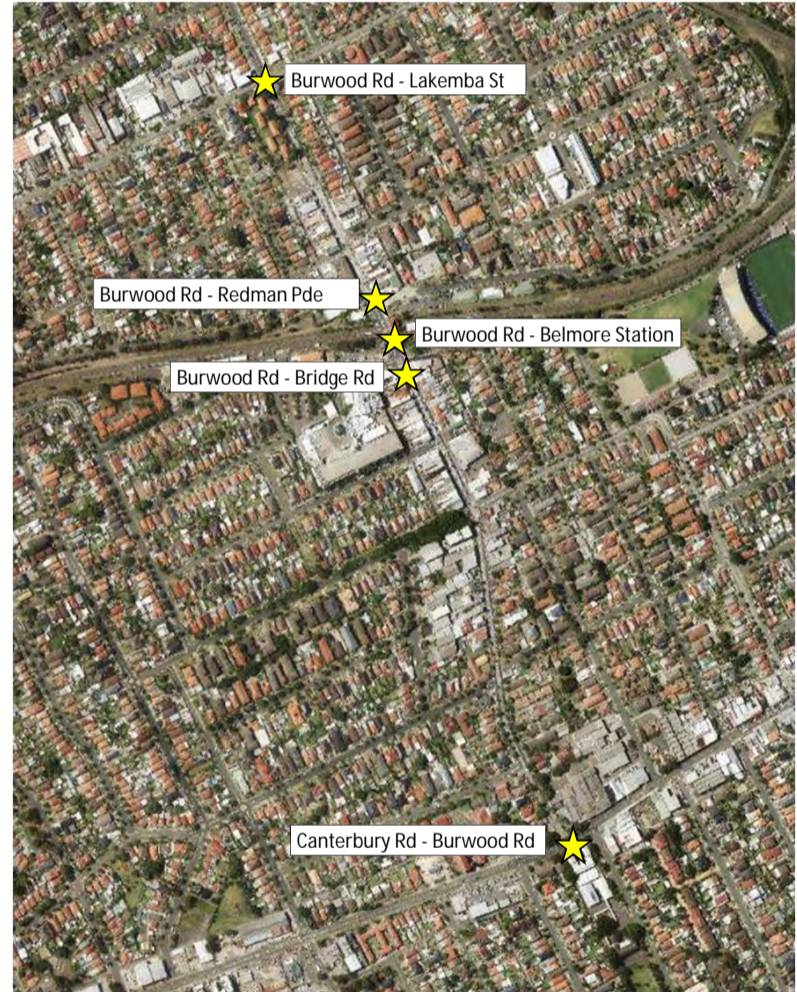 Burwood Rd - Lakemba St
Burwood Rd - Redman Pde
Burwood Rd - Belmore Station
Burwood Rd - Bridge Rd
Canterbury Rd - Burwood Rd